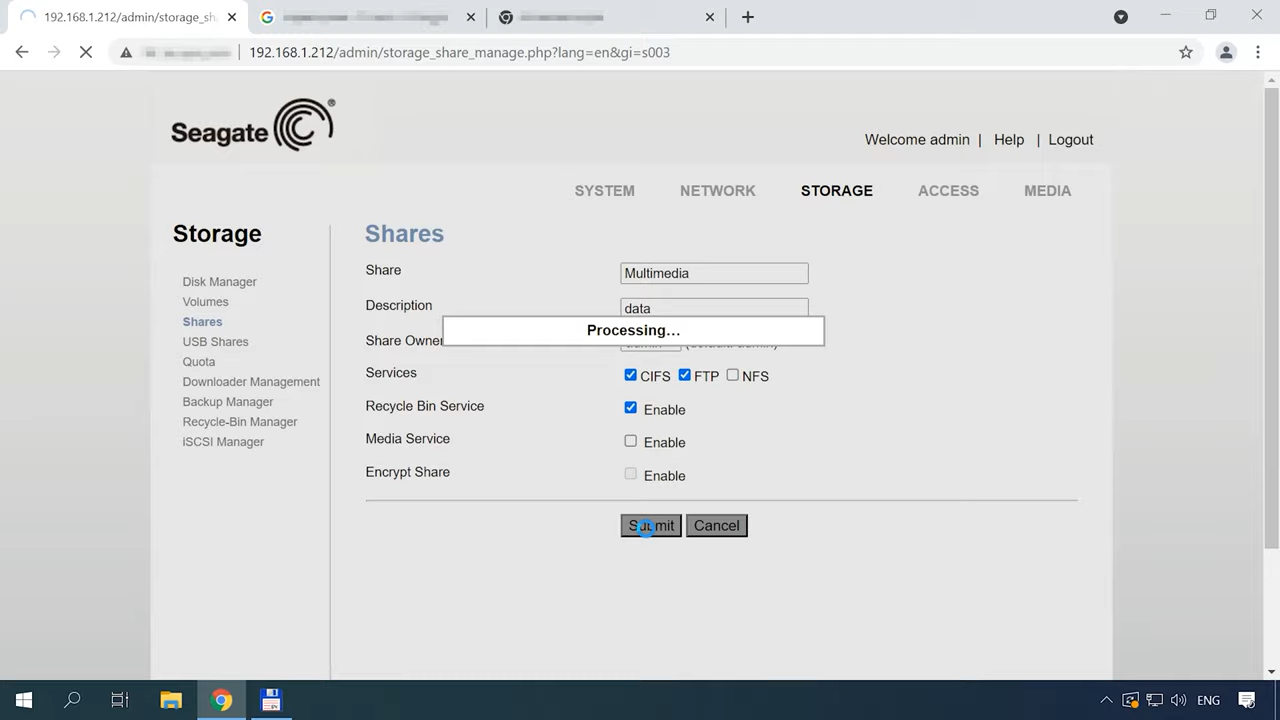 192.168.1.212/admin/storage_sh
192.168.1.212/admin/storage_share_manage.php?lang=en&gi=s003
Seagate®
Welcome admin | Help | Logout
SYSTEM NETWORK STORAGE ACCESS MEDIA
Storage
Disk Manager
Volumes
Shares
USB Shares
Quota
Downloader Management
Backup Manager
Recycle-Bin Manager
iSCSI Manager
Shares
Share Multimedia
Description data
Processing...
Share Owner
Services CIFS FTP NFS
Recycle Bin Service Enable
Media Service Enable
Encrypt Share Enable
Submit Cancel
ENG